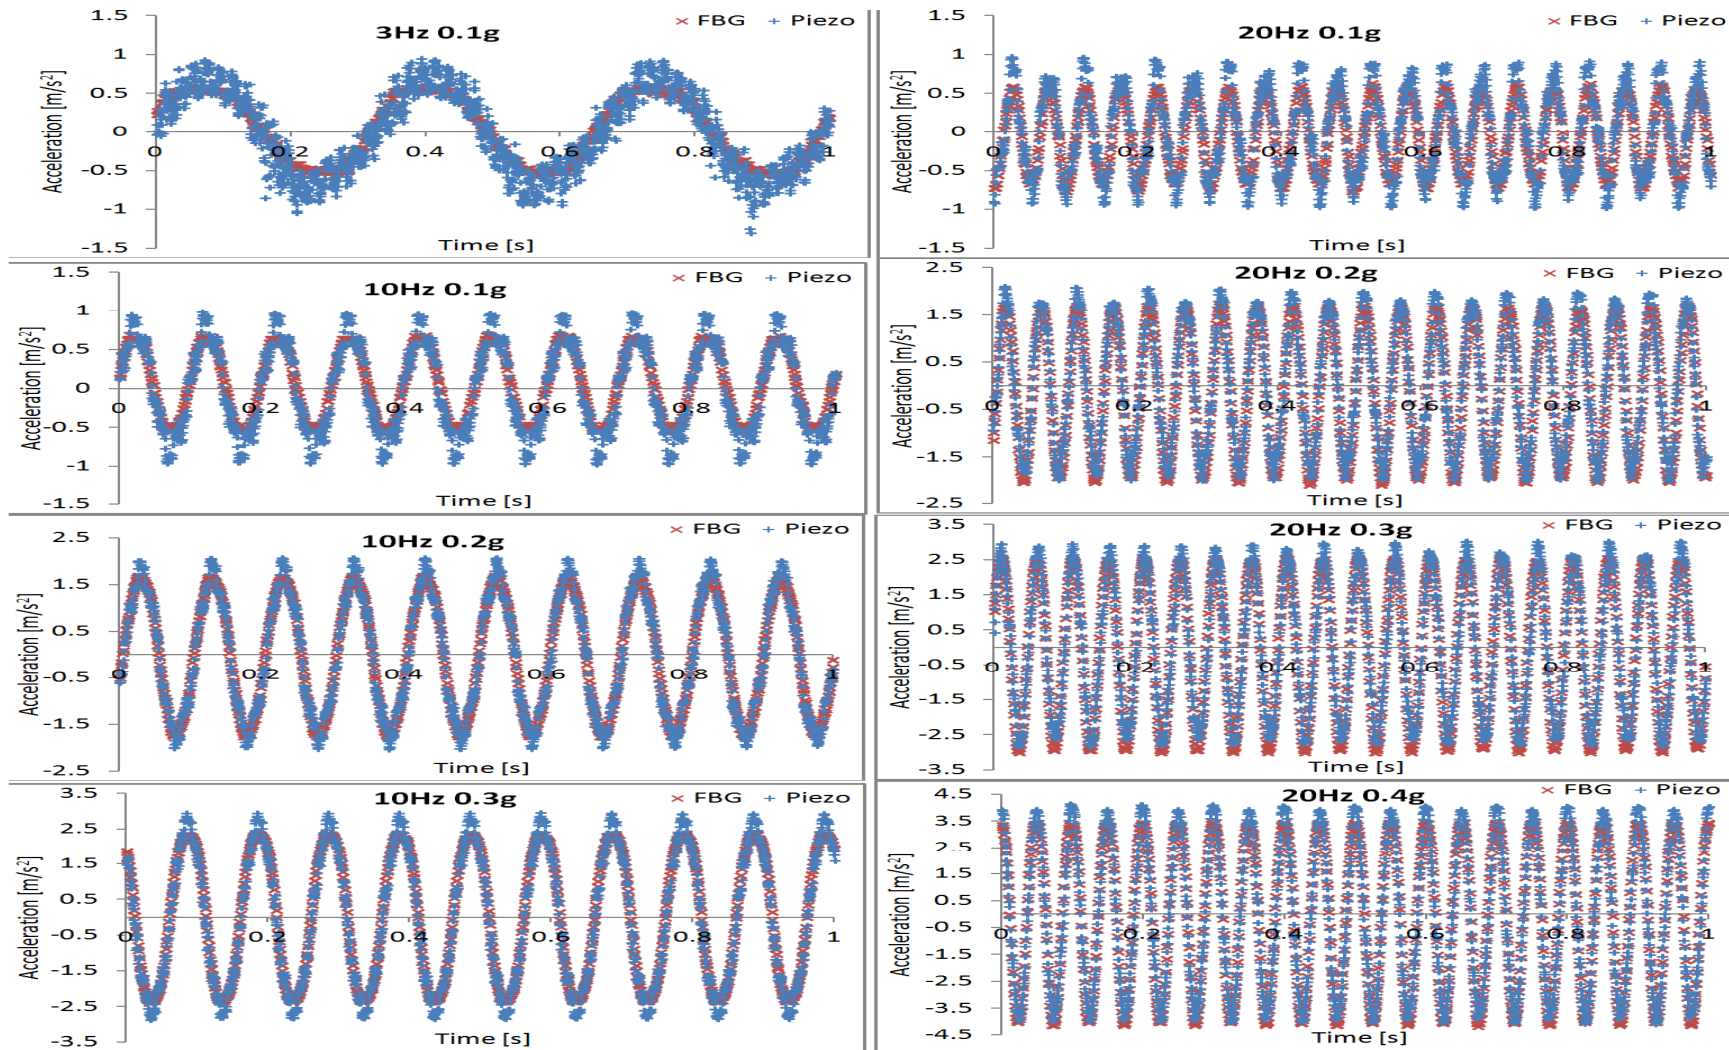 3Hz 0.1g
× FBG + Piezo
Acceleration [m/s²]
1.5
1
0.5
0
-0.5
-1
-1.5
0 0.2 0.4 0.6 0.8 1
Time [s]
20Hz 0.1g
× FBG + Piezo
Acceleration [m/s²]
1.5
1
0.5
0
-0.5
-1
-1.5
0 0.2 0.4 0.6 0.8 1
Time [s]
10Hz 0.1g
× FBG + Piezo
Acceleration [m/s²]
1.5
1
0.5
0
-0.5
-1
-1.5
0 0.2 0.4 0.6 0.8 1
Time [s]
20Hz 0.2g
× FBG + Piezo
Acceleration [m/s²]
2.5
1.5
0.5
-0.5
-1.5
-2.5
0 0.2 0.4 0.6 0.8 1
Time [s]
10Hz 0.2g
× FBG + Piezo
Acceleration [m/s²]
2.5
1.5
0.5
-0.5
-1.5
-2.5
0 0.2 0.4 0.6 0.8 1
Time [s]
20Hz 0.3g
× FBG + Piezo
Acceleration [m/s²]
3.5
2.5
1.5
0.5
-0.5
-1.5
-2.5
-3.5
0 0.2 0.4 0.6 0.8 1
Time [s]
10Hz 0.3g
× FBG + Piezo
Acceleration [m/s²]
3.5
2.5
1.5
0.5
-0.5
-1.5
-2.5
-3.5
0 0.2 0.4 0.6 0.8 1
Time [s]
20Hz 0.4g
× FBG + Piezo
Acceleration [m/s²]
4.5
3.5
2.5
1.5
0.5
-0.5
-1.5
-2.5
-3.5
-4.5
0 0.2 0.4 0.6 0.8 1
Time [s]